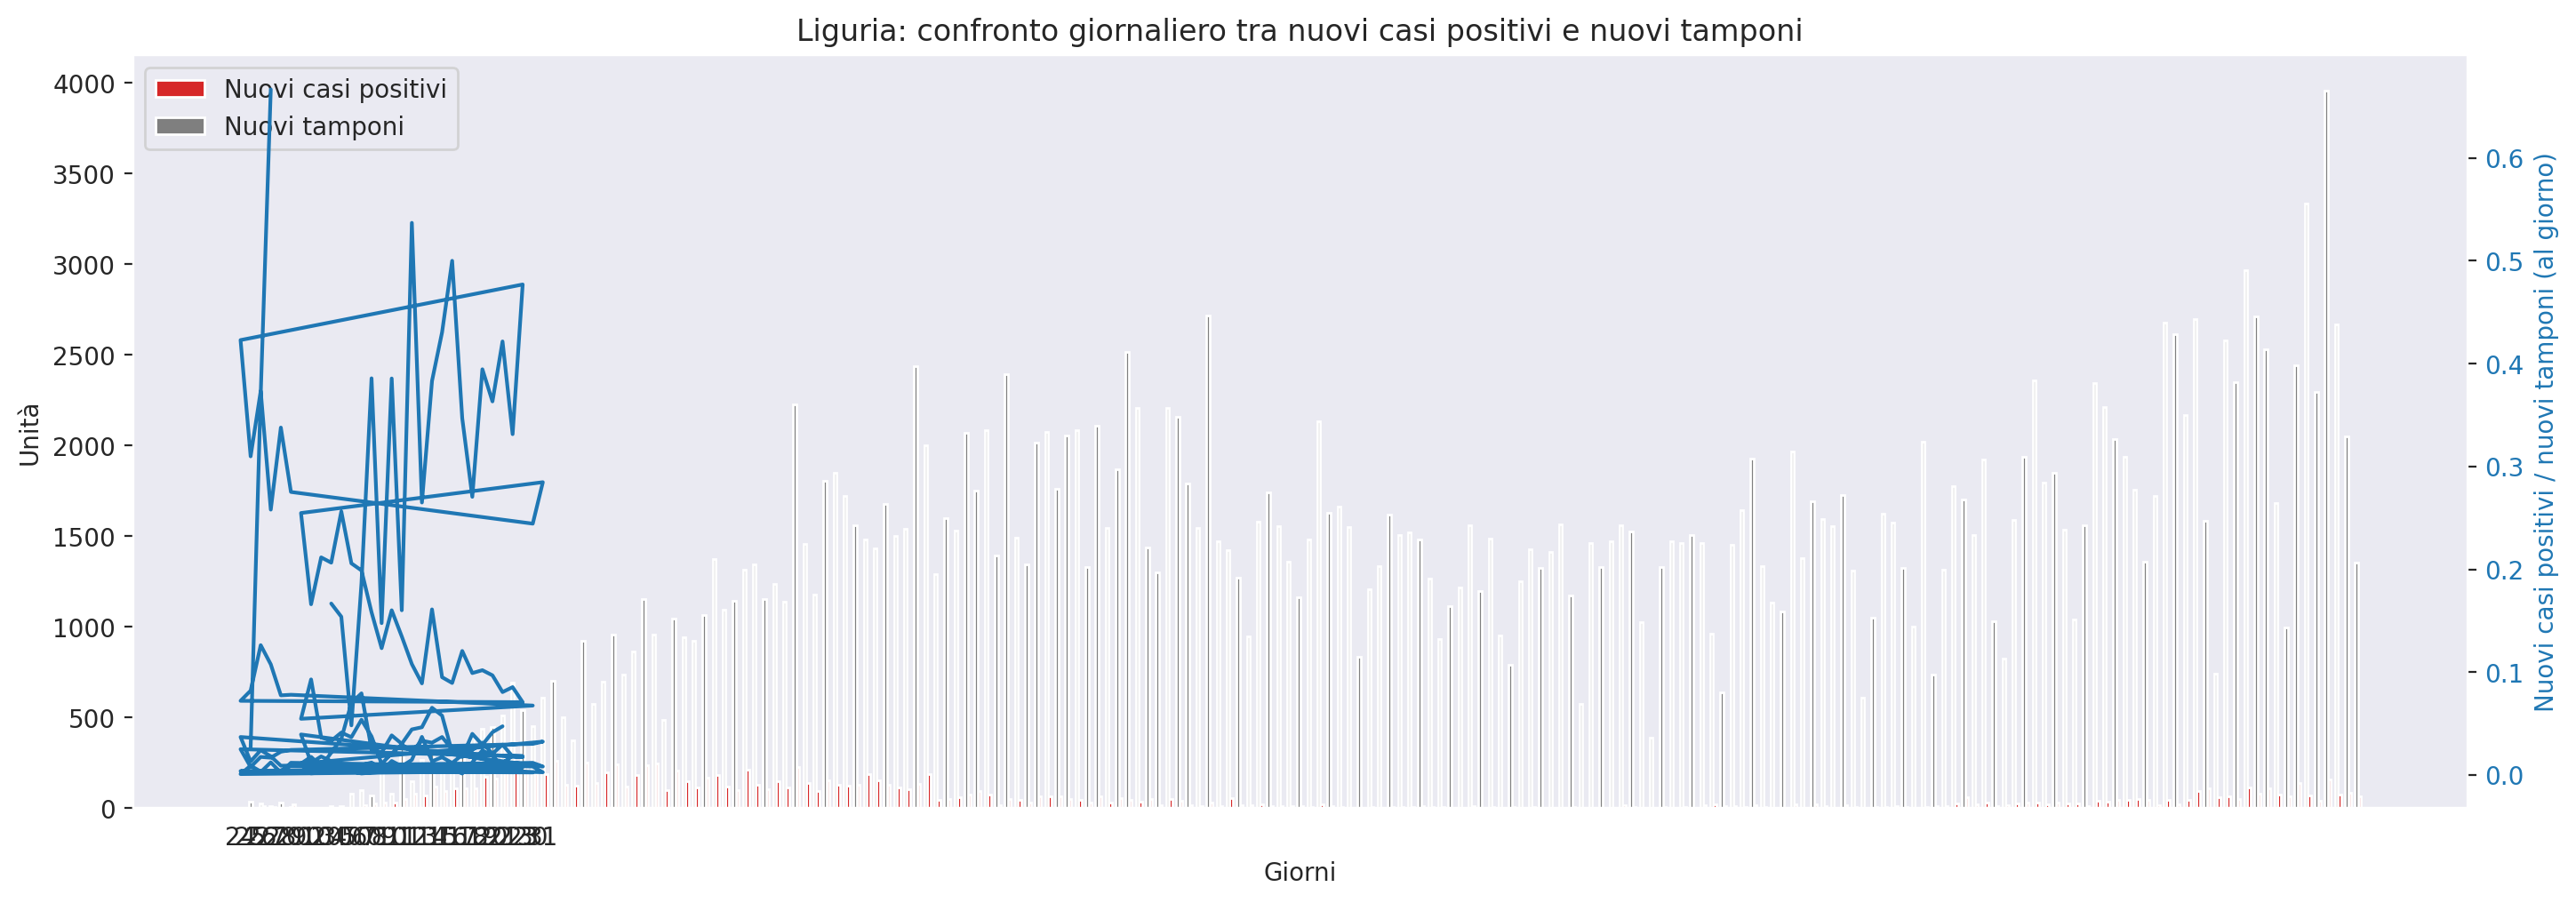 Liguria: confronto giornaliero tra nuovi casi positivi e nuovi tamponi
Nuovi casi positivi
Nuovi tamponi
4000
3500
3000
2500
2000
1500
1000
500
0
Unità
0.6
0.5
0.4
0.3
0.2
0.1
0.0
Nuovi casi positivi / nuovi tamponi (al giorno)
Giorni